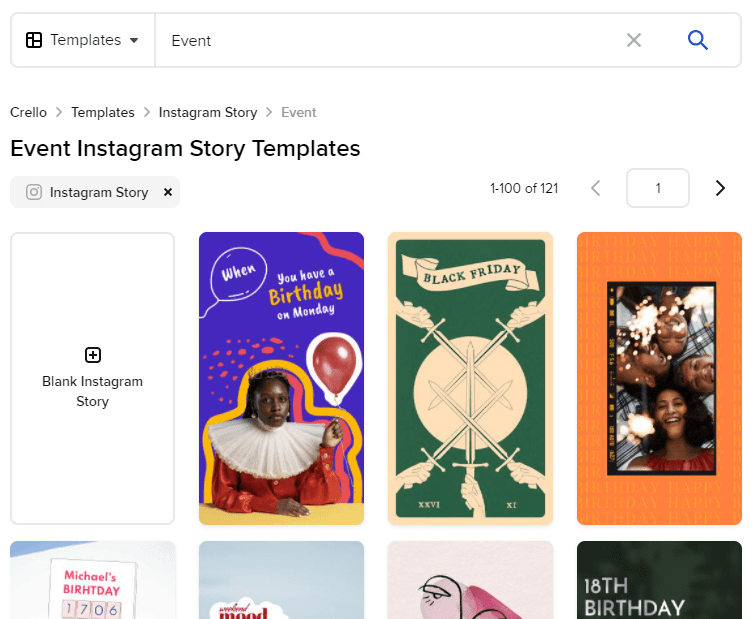 Templates
Event
Crello
Templates
Instagram Story
Event
Event Instagram Story Templates
Instagram Story
1-100 of 121
1
Blank Instagram
Story
When
You have a
Birthday
on Monday
BLACK FRIDAY
XXVI
XI
BIRTHDAY
HAPPY
BIRTHDAY
HAPPY
Michael's
BIRHTDAY
1 7 0 6
weekend
mood
18TH
BIRTHDAY